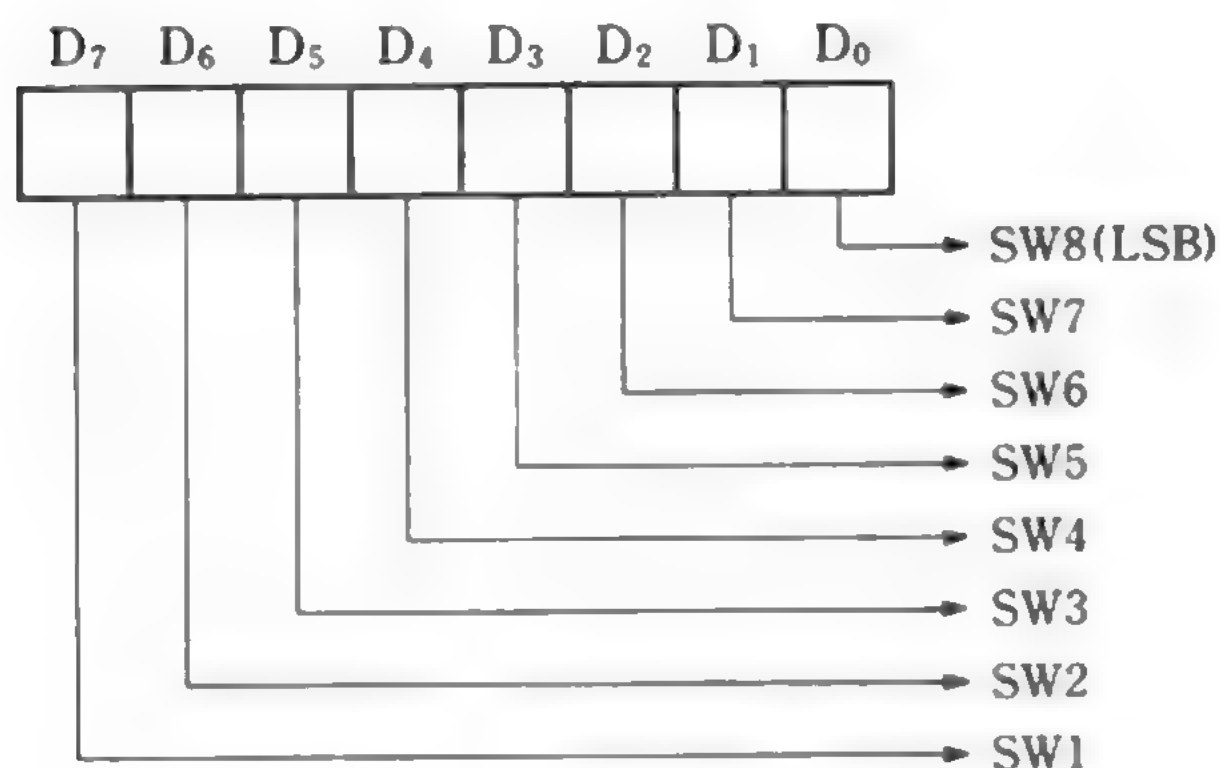 D₇ D₆ D₅ D₄ D₃ D₂ D₁ D₀
SW8(LSB)
SW7
SW6
SW5
SW4
SW3
SW2
SW1